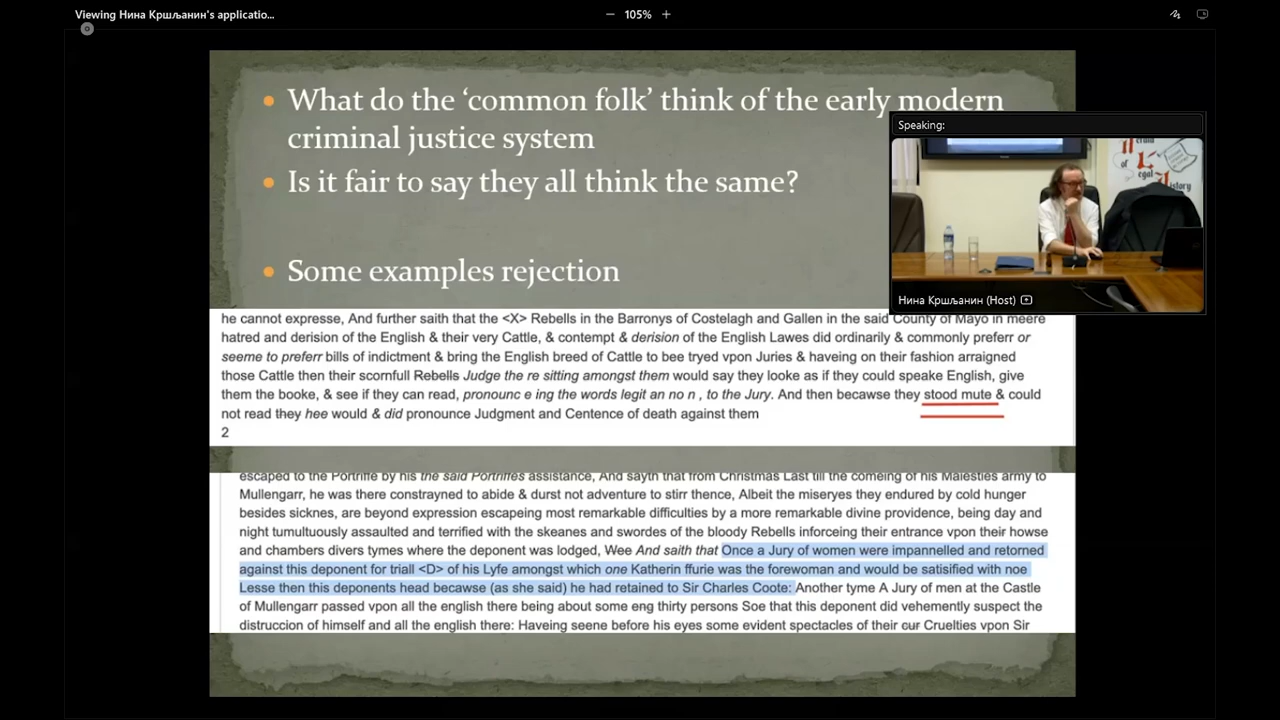 Viewing Нина Кршљанин's applicatio...
105%
What do the ‘common folk’ think of the early modern
criminal justice system
Is it fair to say they all think the same?
Some examples rejection
Speaking:
of
egal
istory
Нина Кршљанин (Host)
he cannot expresse, And further saith that the <X> Rebells in the Baronys of Costelagh and Gallen in the said County of Mayo in meere
hatred and derision of the English & their very Cattle, & contempt & derision of the English Lawes did ordinarily & commonly preferr or
seeme to preferr bills of indictment & bring the English breed of Cattle to bee tryed vpon Juries & haveing on their fashion arraigned
those Cattle then their scornfull Rebells Judge the re sitting amongst them would say they looke as if they could speake English, give
them the booke, & see if they can read, pronounc e ing the words legit an no n , to the Jury. And then becawse they stood mute & could
not read they hee would & did pronounce Judgment and Centence of death against them
2
escaped to the Portriffe by his the said Portriffes assistance, And sayth that from Christmas Last till the comeing of his Maiesties army to
Mullengarr, he was there constrayned to abide & durst not adventure to stirr thence, Albeit the miseryes they endured by cold hunger
besides sicknes, are beyond expression escapeing most remarkable difficulties by a more remarkable divine providence, being day and
night tumultuously assaulted and terrified with the skeanes and swordes of the bloody Rebells inforceing their entrance vpon their howse
and chambers divers tymes where the deponent was lodged, Wee And saith that Once a Jury of women were impannelled and retorned
against this deponent for triall <D> of his Lyfe amongst which one Katherin ffurie was the forewoman and would be satisified with noe
Lesse then this deponents head becawse (as she said) he had retained to Sir Charles Coote: Another tyme A Jury of men at the Castle
of Mullengarr passed vpon all the english there being about some eng thirty persons Soe that this deponent did vehemently suspect the
distruccion of himself and all the english there: Haveing seene before his eyes some evident spectacles of their cur Cruelties vpon Sir